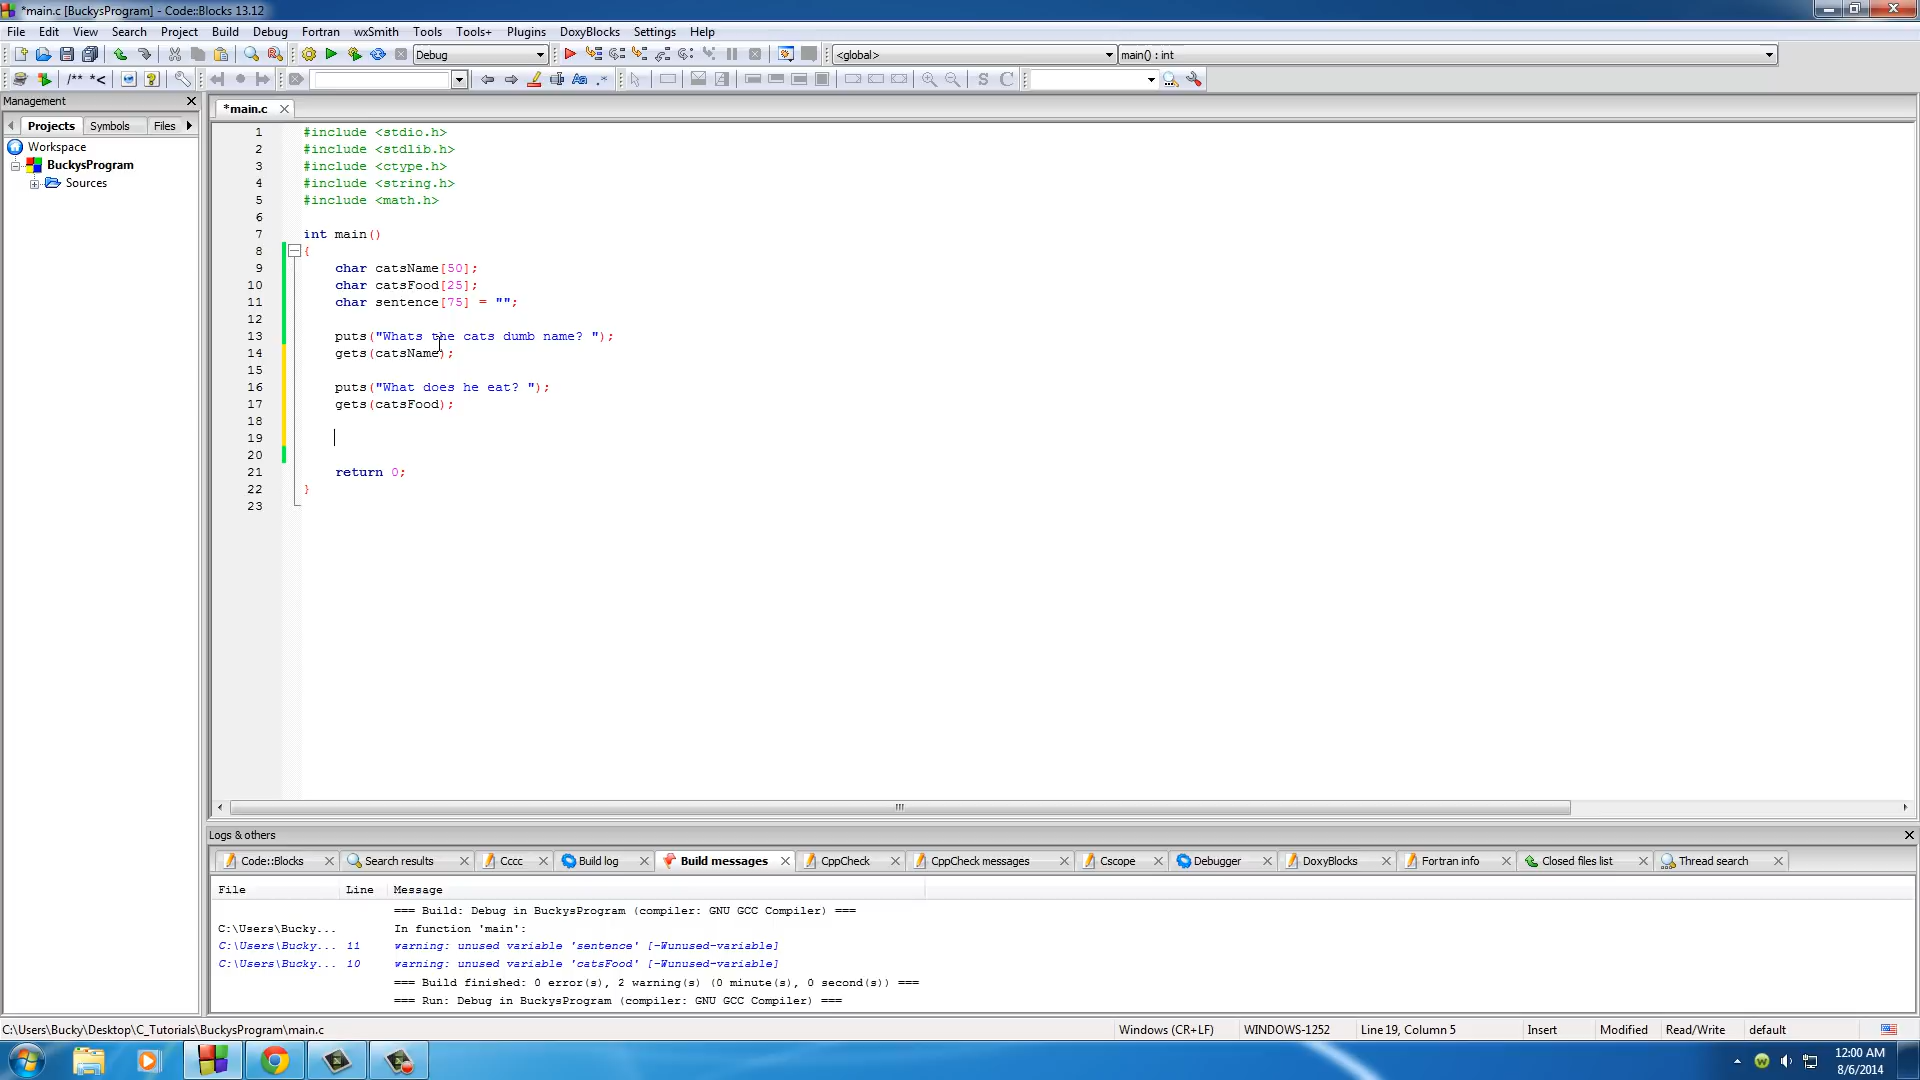 *main.c [BuckysProgram] - Code::Blocks 13.12
File Edit View Search Project Build Debug Fortran wxSmith Tools Tools+ Plugins DoxyBlocks Settings Help
Debug <global> main() : int
/** *< Aa .* S C
Management
*main.c
Projects Symbols Files
Workspace
BuckysProgram
Sources
1 #include <stdio.h>
2 #include <stdlib.h>
3 #include <ctype.h>
4 #include <string.h>
5 #include <math.h>
6
7 int main()
8 {
9 char catsName[50];
10 char catsFood[25];
11 char sentence[75] = "";
12
13 puts("Whats the cats dumb name? ");
14 gets(catsName);
15
16 puts("What does he eat? ");
17 gets(catsFood);
18
19
20
21 return 0;
22 }
23
Logs & others
Code::Blocks Search results Cccc Build log Build messages CppCheck CppCheck messages Cscope Debugger DoxyBlocks Fortran info Closed files list Thread search
File Line Message
=== Build: Debug in BuckysProgram (compiler: GNU GCC Compiler) ===
C:\Users\Bucky... In function 'main':
C:\Users\Bucky... 11 warning: unused variable 'sentence' [-Wunused-variable]
C:\Users\Bucky... 10 warning: unused variable 'catsFood' [-Wunused-variable]
=== Build finished: 0 error(s), 2 warning(s) (0 minute(s), 0 second(s)) ===
=== Run: Debug in BuckysProgram (compiler: GNU GCC Compiler) ===
C:\Users\Bucky\Desktop\C_Tutorials\BuckysProgram\main.c Windows (CR+LF) WINDOWS-1252 Line 19, Column 5 Insert Modified Read/Write default
12:00 AM
8/6/2014